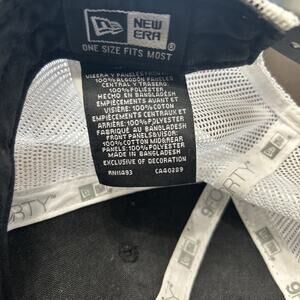 NEW ERA
ONE SIZE FITS MOST
VISERA Y PANELES FRONTALES:
100% ALGODÓN PANELES
CENTRAL Y TRASERO:
100% POLIÉSTER
HECHO EN BANGLADESH
EMPIÈCEMENTS AVANT ET
VISIÈRE: 100% COTON
EMPIÈCEMENTS CENTRAUX ET
ARRIÈRE: 100% POLYESTER
FABRIQUÉ AU BANGLADESH
FRONT PANELS & VISOR:
100% COTTON MID & REAR
PANELS: 100% POLYESTER
MADE IN BANGLADESH
EXCLUSIVE OF DECORATION
RN11493 CA40289
9FORTY
9FORTY